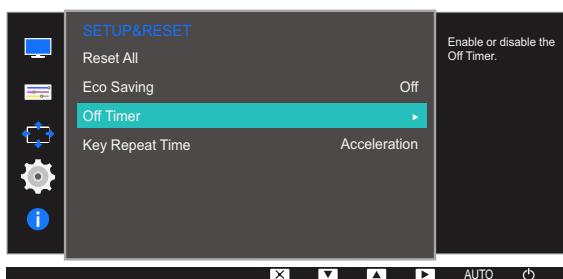 SETUP&RESET
Reset All
Eco Saving Off
Off Timer
Key Repeat Time Acceleration
Enable or disable the
Off Timer.
AUTO